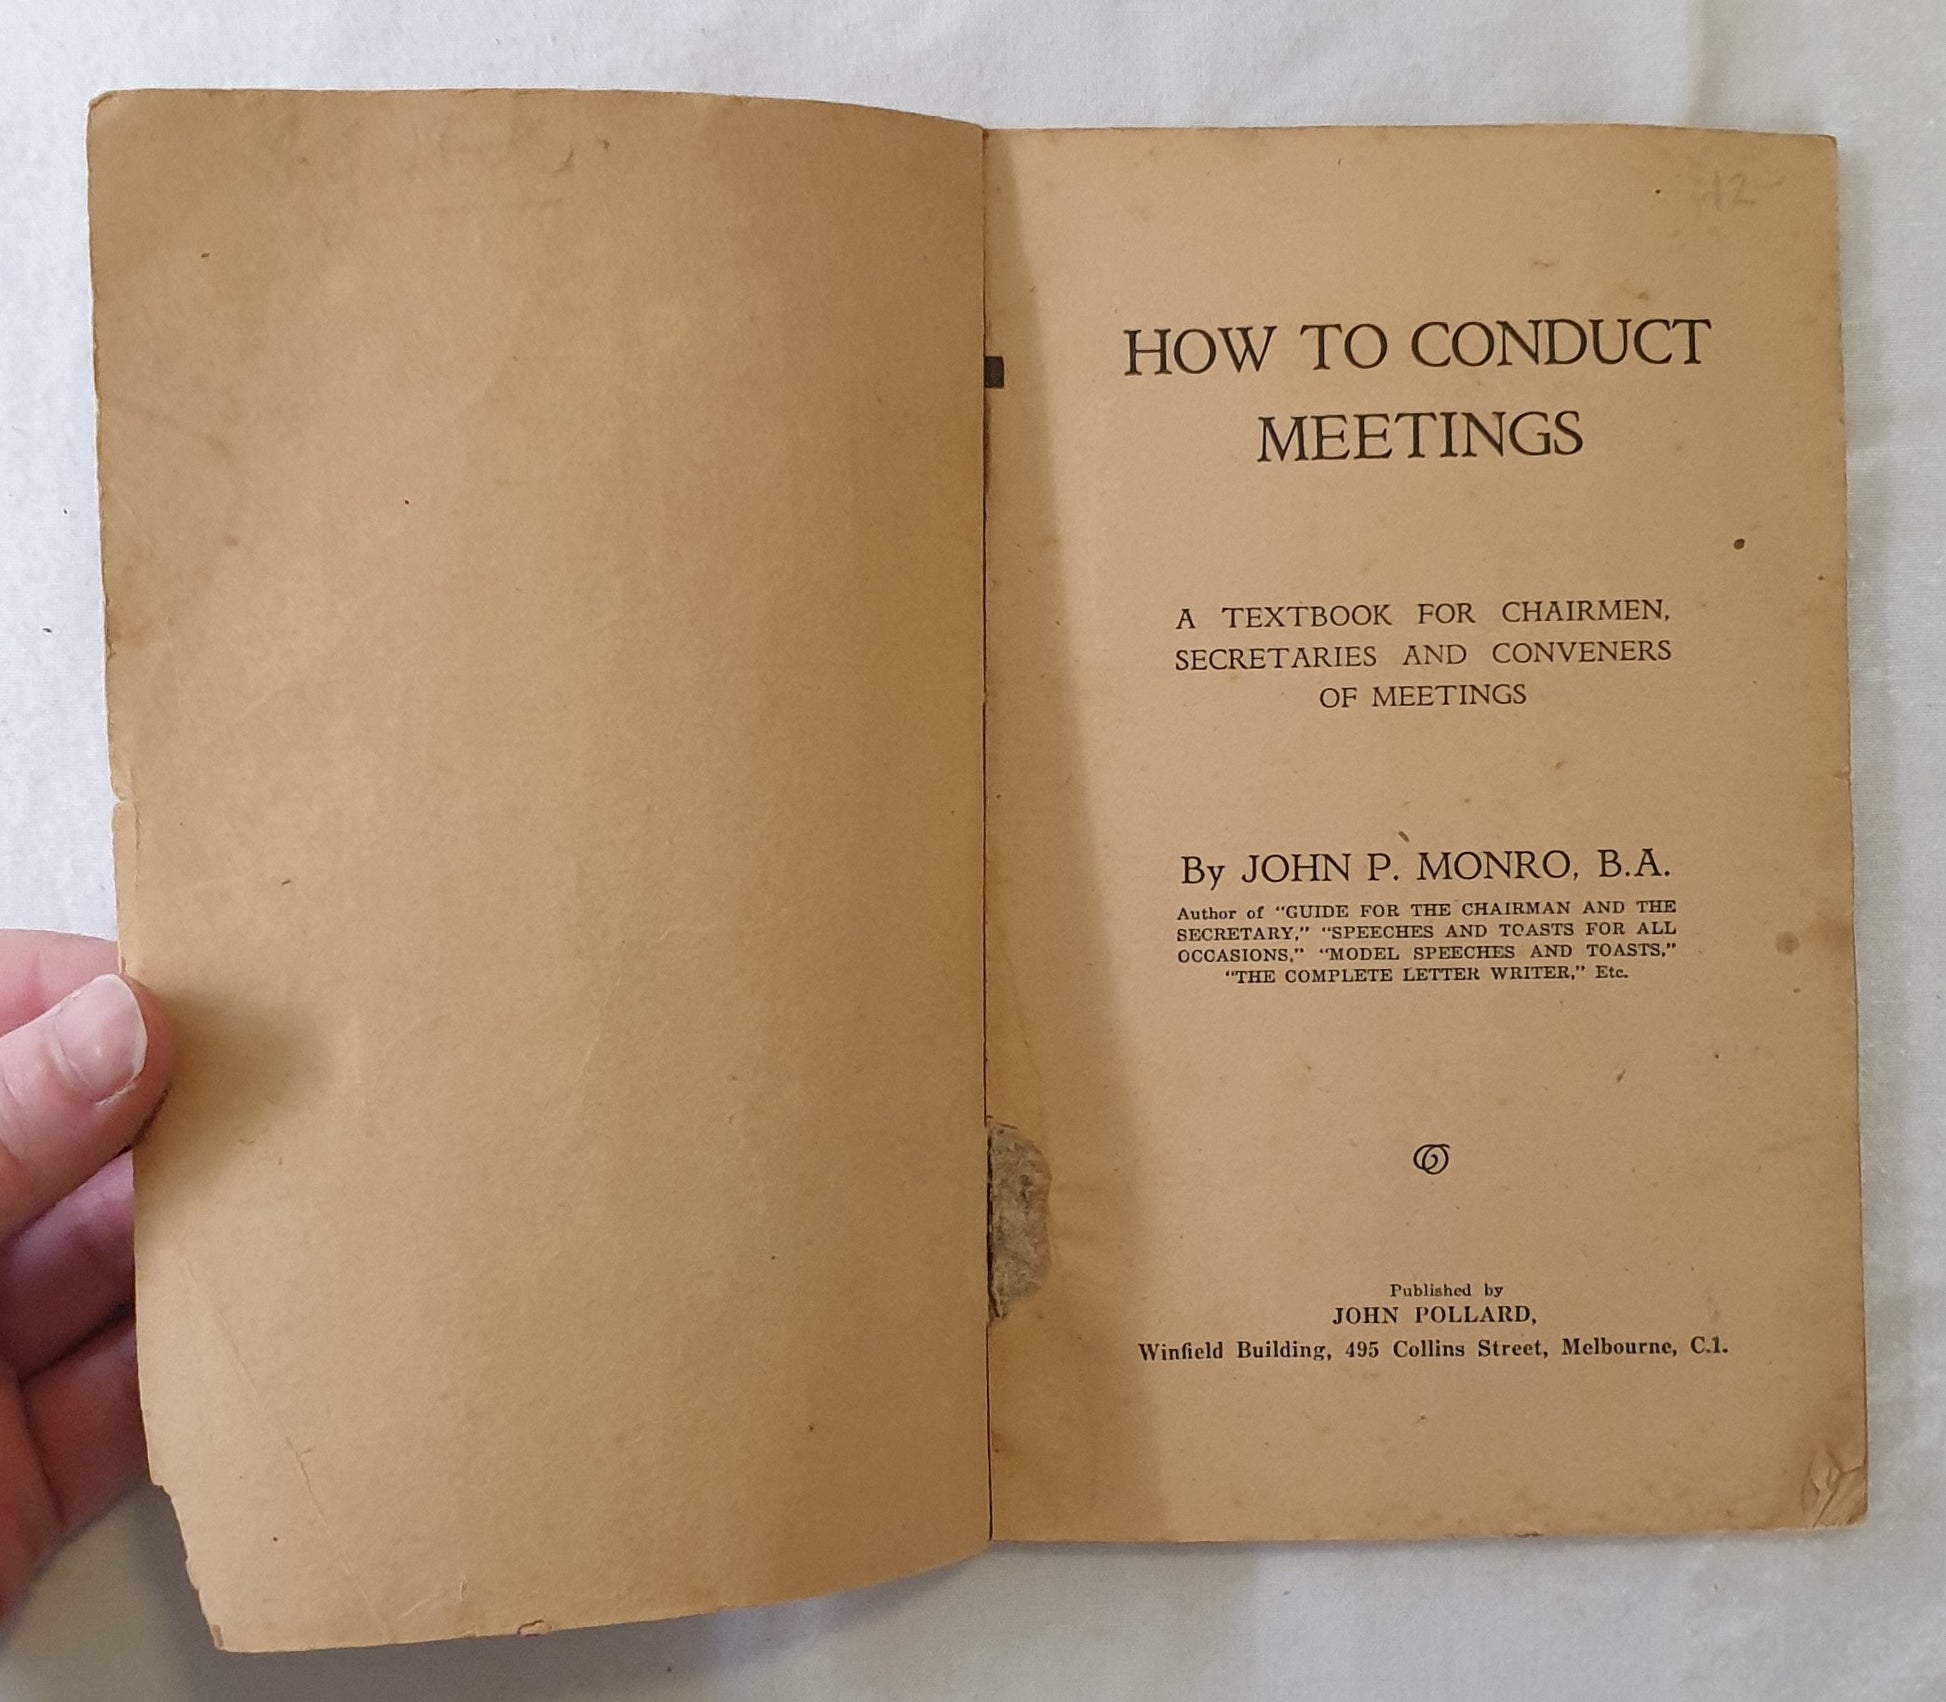 HOW TO CONDUCT
MEETINGS
A TEXTBOOK FOR CHAIRMEN,
SECRETARIES AND CONVENERS
OF MEETINGS
By JOHN P. MONRO, B.A.
Author of "GUIDE FOR THE CHAIRMAN AND THE
SECRETARY," "SPEECHES AND TOASTS FOR ALL
OCCASIONS," "MODEL SPEECHES AND TOASTS,"
"THE COMPLETE LETTER WRITER," Etc.
Published by
JOHN POLLARD,
Winfield Building, 495 Collins Street, Melbourne, C.1.